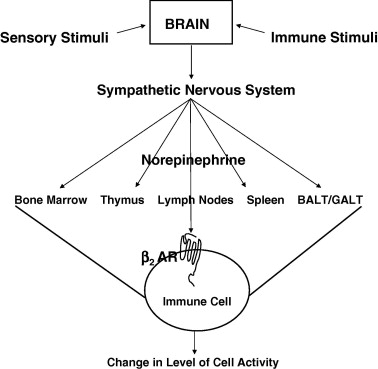 BRAIN
Sensory Stimuli
Immune Stimuli
Sympathetic Nervous System
Norepinephrine
Bone Marrow
Thymus
Lymph Nodes
Spleen
BALT/GALT
β₂ AR
Immune Cell
Change in Level of Cell Activity